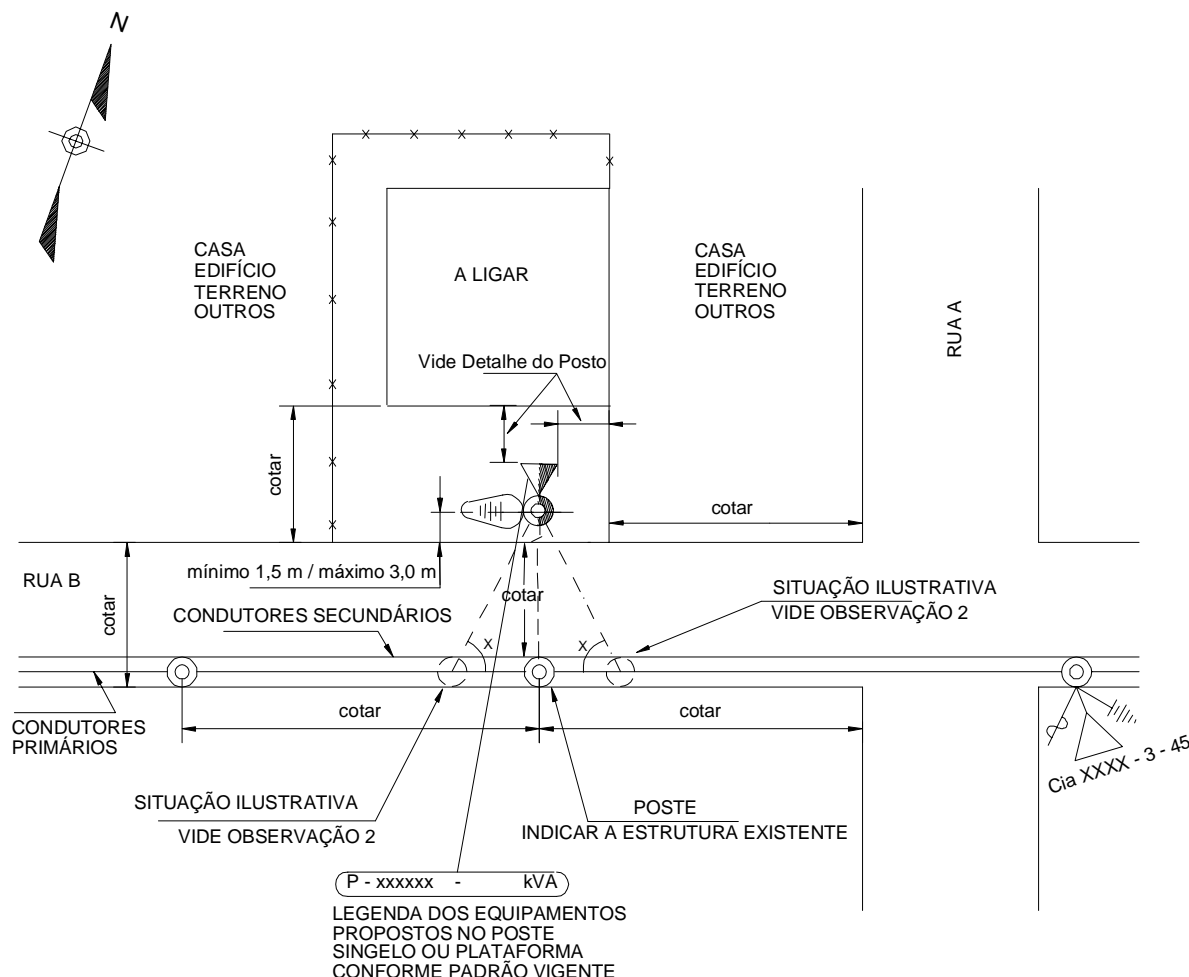 N
CASA
EDIFÍCIO
TERRENO
OUTROS
A LIGAR
CASA
EDIFÍCIO
TERRENO
OUTROS
RUA A
Vide Detalhe do Posto
cotar
cotar
mínimo 1,5 m / máximo 3,0 m
RUA B
cotar
CONDUTORES SECUNDÁRIOS
cotar
SITUAÇÃO ILUSTRATIVA
VIDE OBSERVAÇÃO 2
x
x
CONDUTORES
PRIMÁRIOS
cotar
cotar
Cia XXXX - 3 - 45
SITUAÇÃO ILUSTRATIVA
VIDE OBSERVAÇÃO 2
POSTE
INDICAR A ESTRUTURA EXISTENTE
P - xxxxxx - kVA
LEGENDA DOS EQUIPAMENTOS
PROPOSTOS NO POSTE
SINGELO OU PLATAFORMA
CONFORME PADRÃO VIGENTE